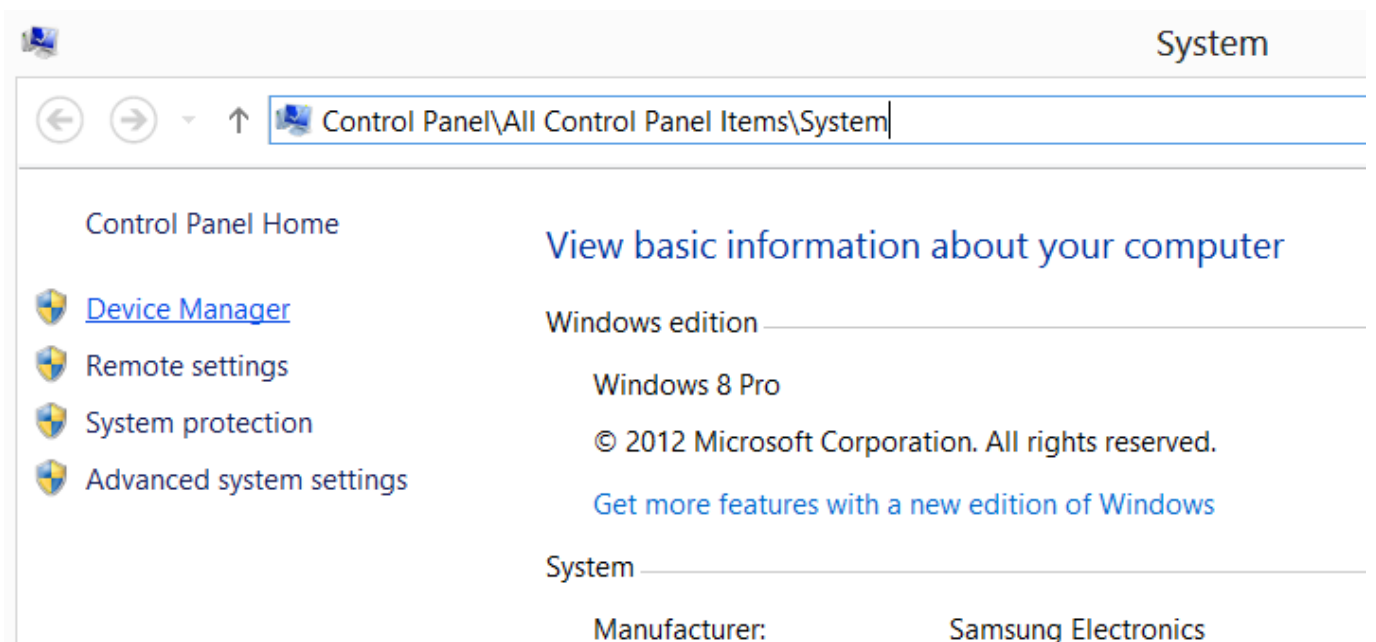 System
Control Panel\All Control Panel Items\System
Control Panel Home
Device Manager
Remote settings
System protection
Advanced system settings
View basic information about your computer
Windows edition
Windows 8 Pro
© 2012 Microsoft Corporation. All rights reserved.
Get more features with a new edition of Windows
System
Manufacturer: Samsung Electronics